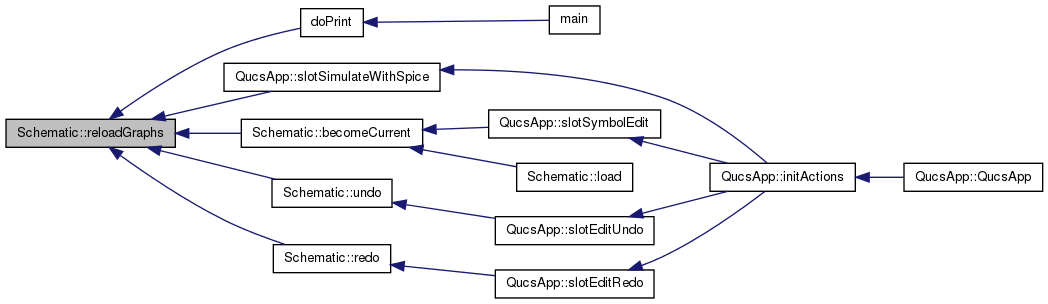 doPrint
main
QucsApp::slotSimulateWithSpice
Schematic::reloadGraphs
Schematic::becomeCurrent
QucsApp::slotSymbolEdit
Schematic::load
QucsApp::initActions
QucsApp::QucsApp
Schematic::undo
QucsApp::slotEditUndo
Schematic::redo
QucsApp::slotEditRedo